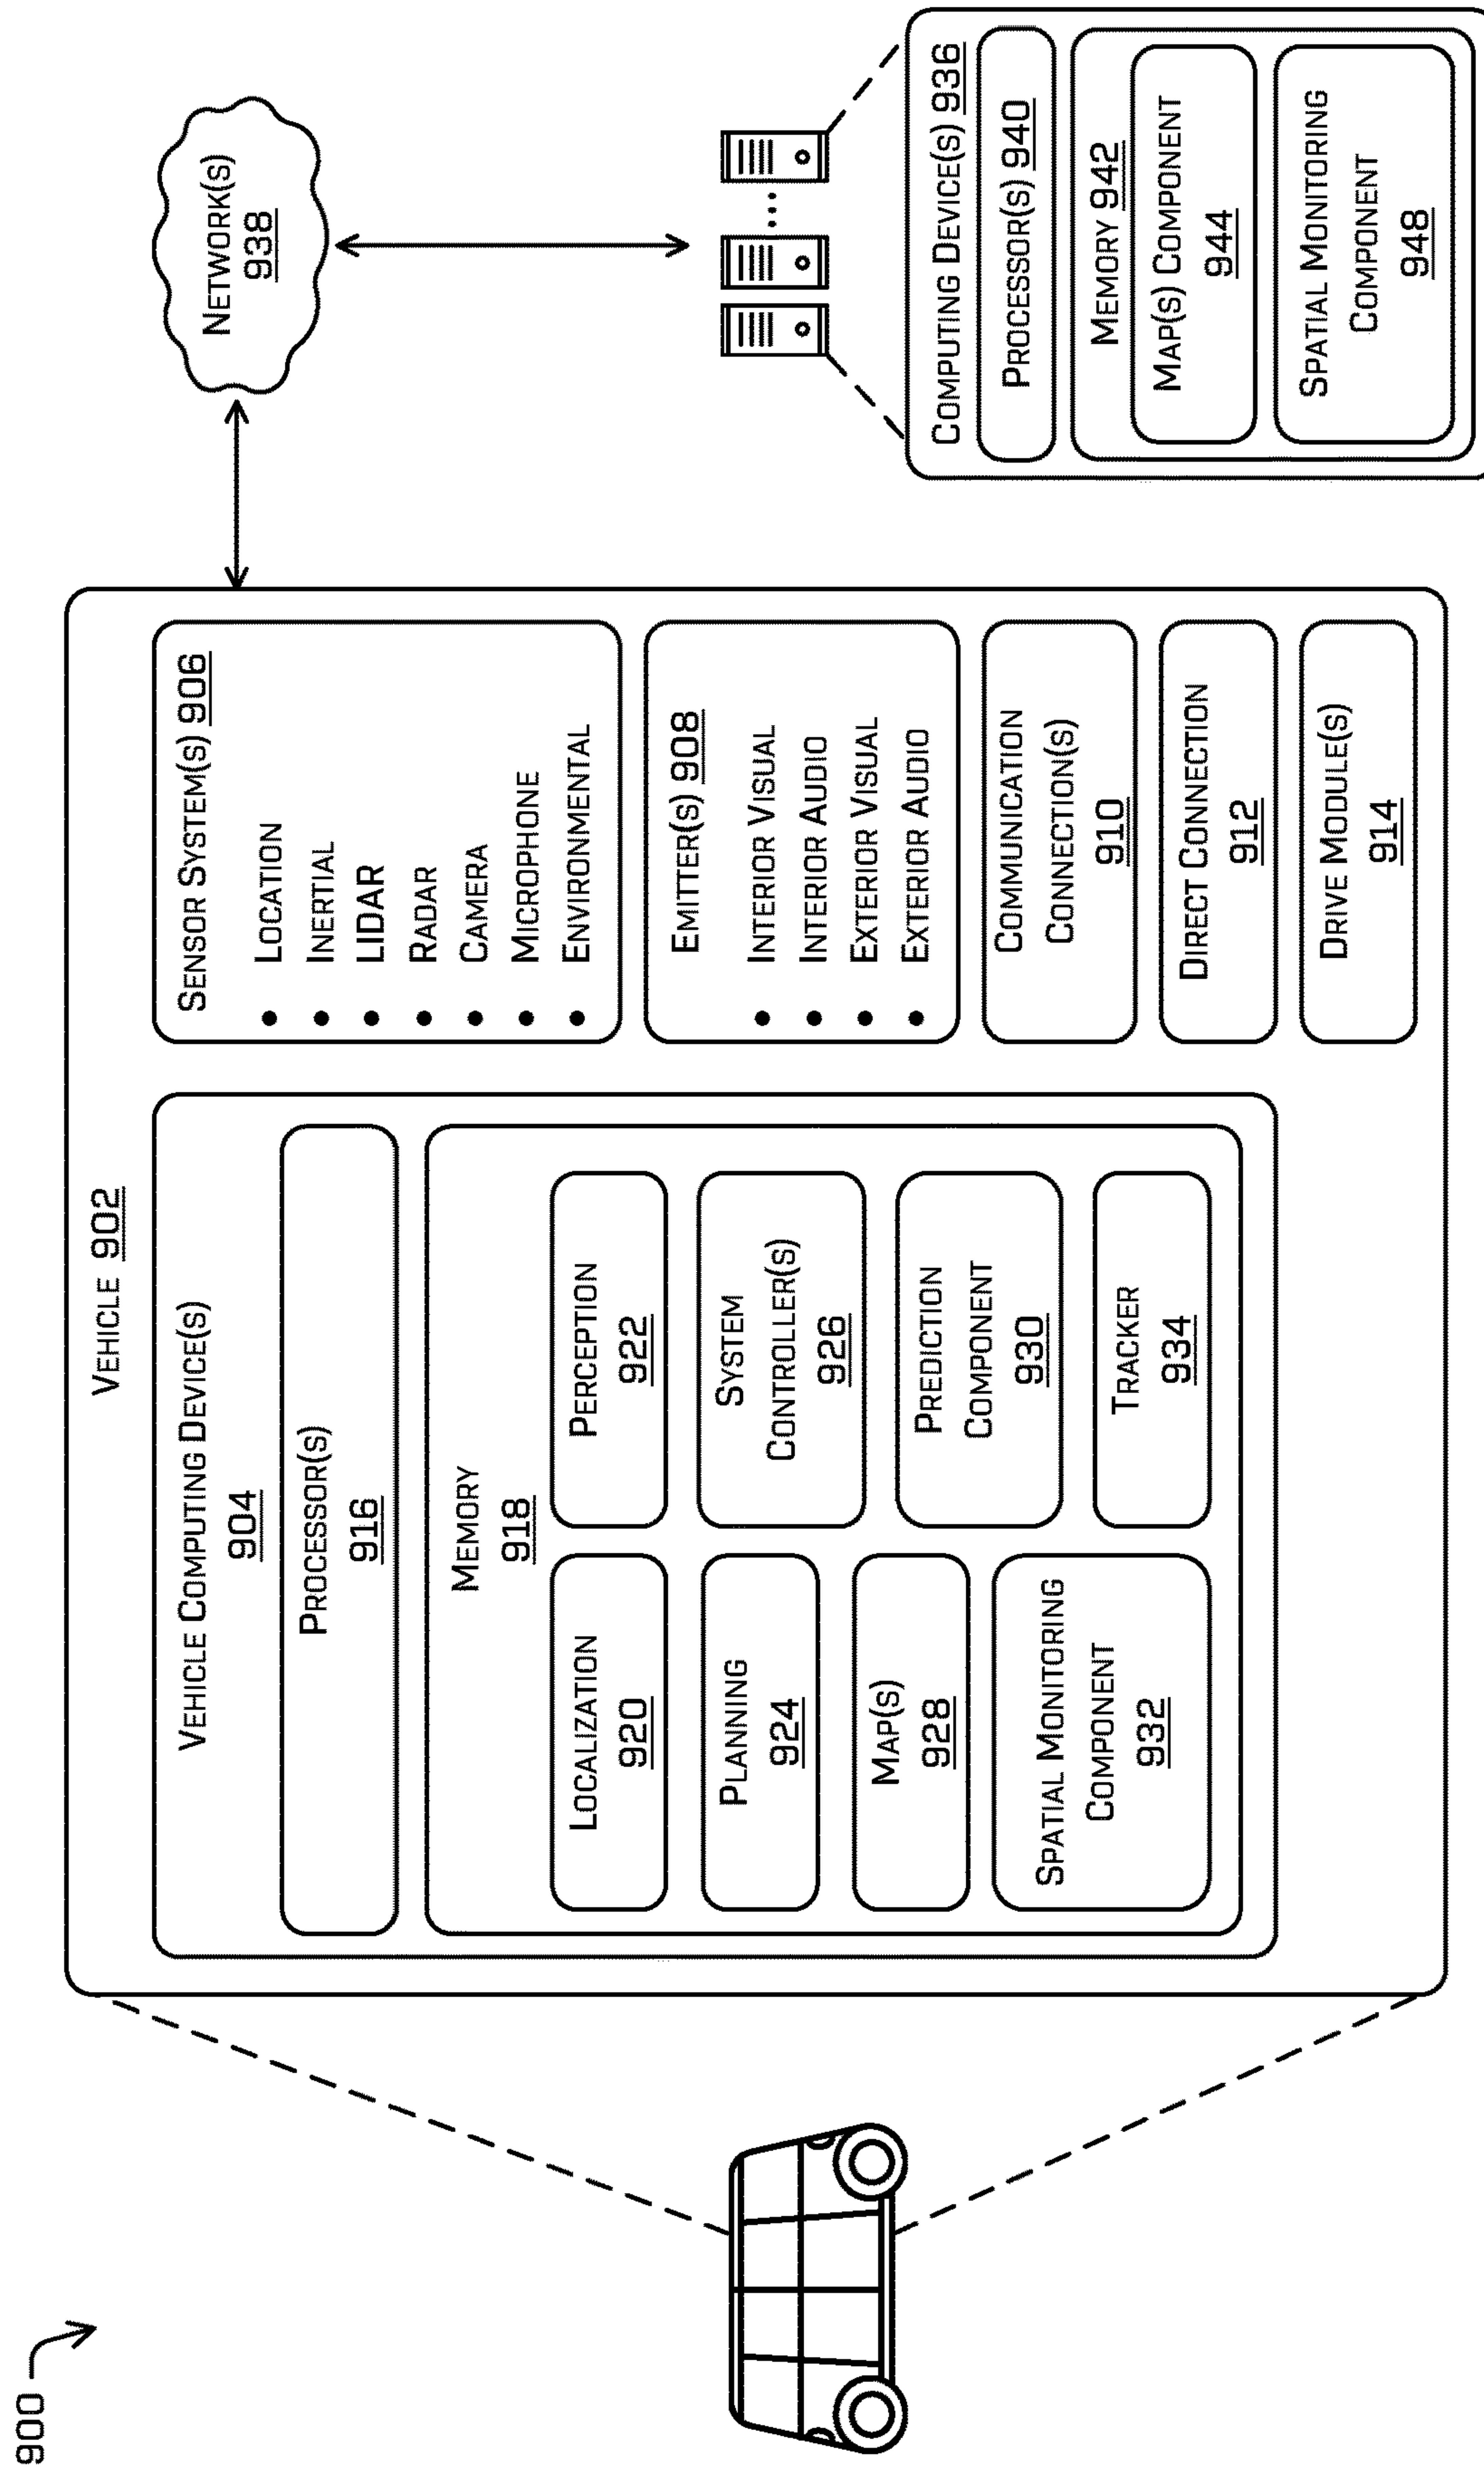 900
VEHICLE 902
VEHICLE COMPUTING DEVICE(S)
904
PROCESSOR(S)
916
MEMORY
918
LOCALIZATION
920
PERCEPTION
922
PLANNING
924
SYSTEM
CONTROLLER(S)
926
MAP(S)
928
PREDICTION
COMPONENT
930
SPATIAL MONITORING
COMPONENT
932
TRACKER
934
SENSOR SYSTEM(S) 906
• LOCATION
• INERTIAL
• LIDAR
• RADAR
• CAMERA
• MICROPHONE
• ENVIRONMENTAL
EMITTER(S) 908
• INTERIOR VISUAL
• INTERIOR AUDIO
• EXTERIOR VISUAL
• EXTERIOR AUDIO
COMMUNICATION
CONNECTION(S)
910
DIRECT CONNECTION
912
DRIVE MODULE(S)
914
NETWORK(S)
938
COMPUTING DEVICE(S) 936
PROCESSOR(S) 940
MEMORY 942
MAP(S) COMPONENT
944
SPATIAL MONITORING
COMPONENT
948